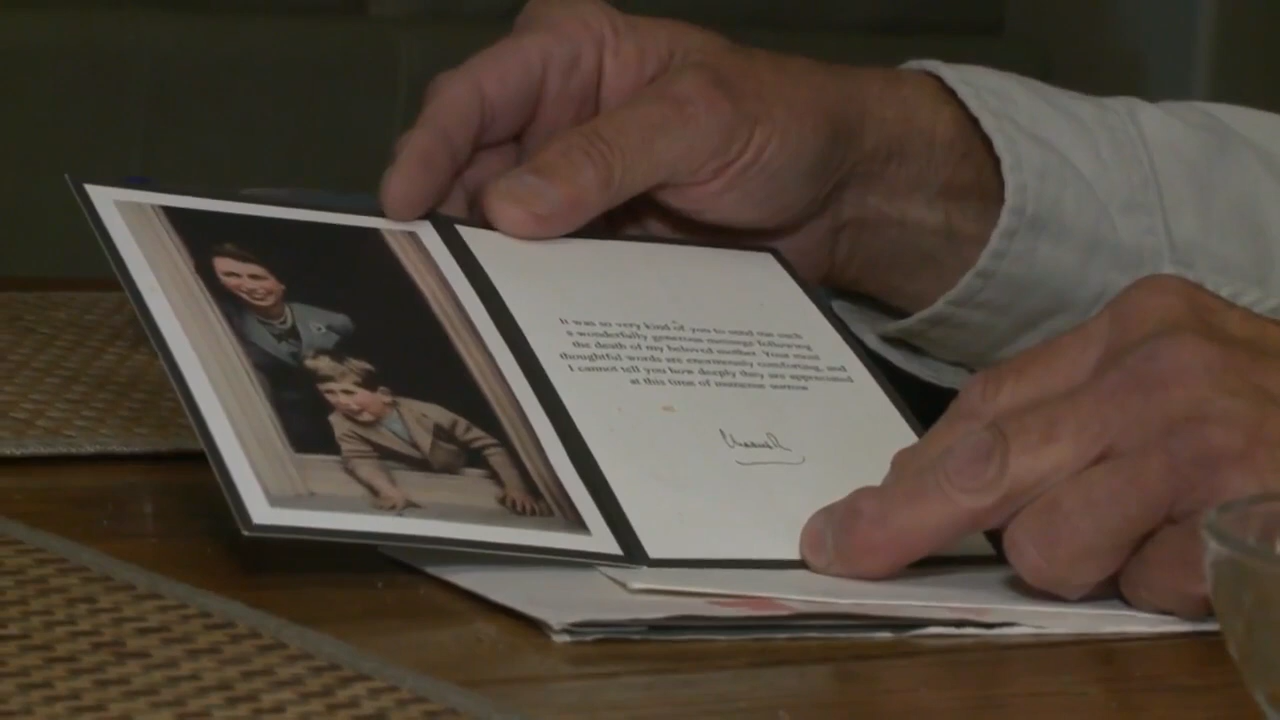 It was so very kind of you to send me such
a wonderfully generous message following
the death of my beloved mother. Your most
thoughtful words are enormously comforting, and
I cannot tell you how deeply they are appreciated
at this time of immense sorrow